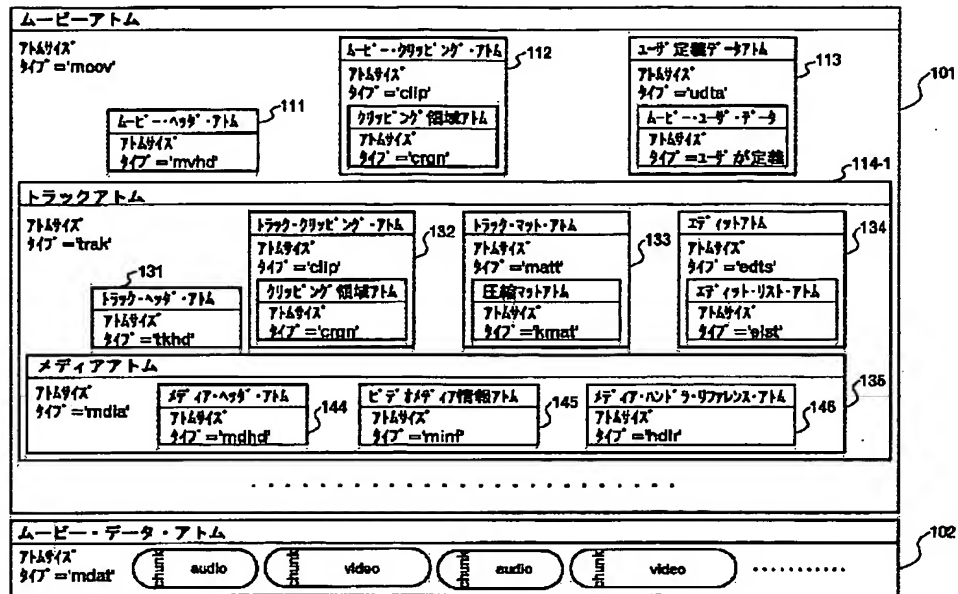 ムービーアトム
アトムサイズ
タイプ='moov'
ムービー・ヘッダ・アトム
アトムサイズ
タイプ='mvhd'
111
ムービー・クリッピング・アトム
アトムサイズ
タイプ='clip'
クリッピング領域アトム
アトムサイズ
タイプ='crgn'
112
ユーザ定義データアトム
アトムサイズ
タイプ='udta'
ムービー・ユーザ・データ
アトムサイズ
タイプ=ユーザが定義
113
101
114-1
トラックアトム
アトムサイズ
タイプ='trak'
131
トラック・ヘッダ・アトム
アトムサイズ
タイプ='tkhd'
トラック・クリッピング・アトム
アトムサイズ
タイプ='clip'
クリッピング領域アトム
アトムサイズ
タイプ='crgn'
132
トラック・マット・アトム
アトムサイズ
タイプ='matt'
圧縮マットアトム
アトムサイズ
タイプ='kmat'
133
エディットアトム
アトムサイズ
タイプ='edts'
エディット・リスト・アトム
アトムサイズ
タイプ='elst'
134
メディアアトム
アトムサイズ
タイプ='mdia'
メディア・ヘッダ・アトム
アトムサイズ
タイプ='mdhd'
144
ビデオメディア情報アトム
アトムサイズ
タイプ='minf'
145
メディア・ハンドラ・リファレンス・アトム
アトムサイズ
タイプ='hdlr'
146
135
ムービー・データ・アトム
アトムサイズ
タイプ='mdat'
chunk audio
chunk video
chunk audio
chunk video
102